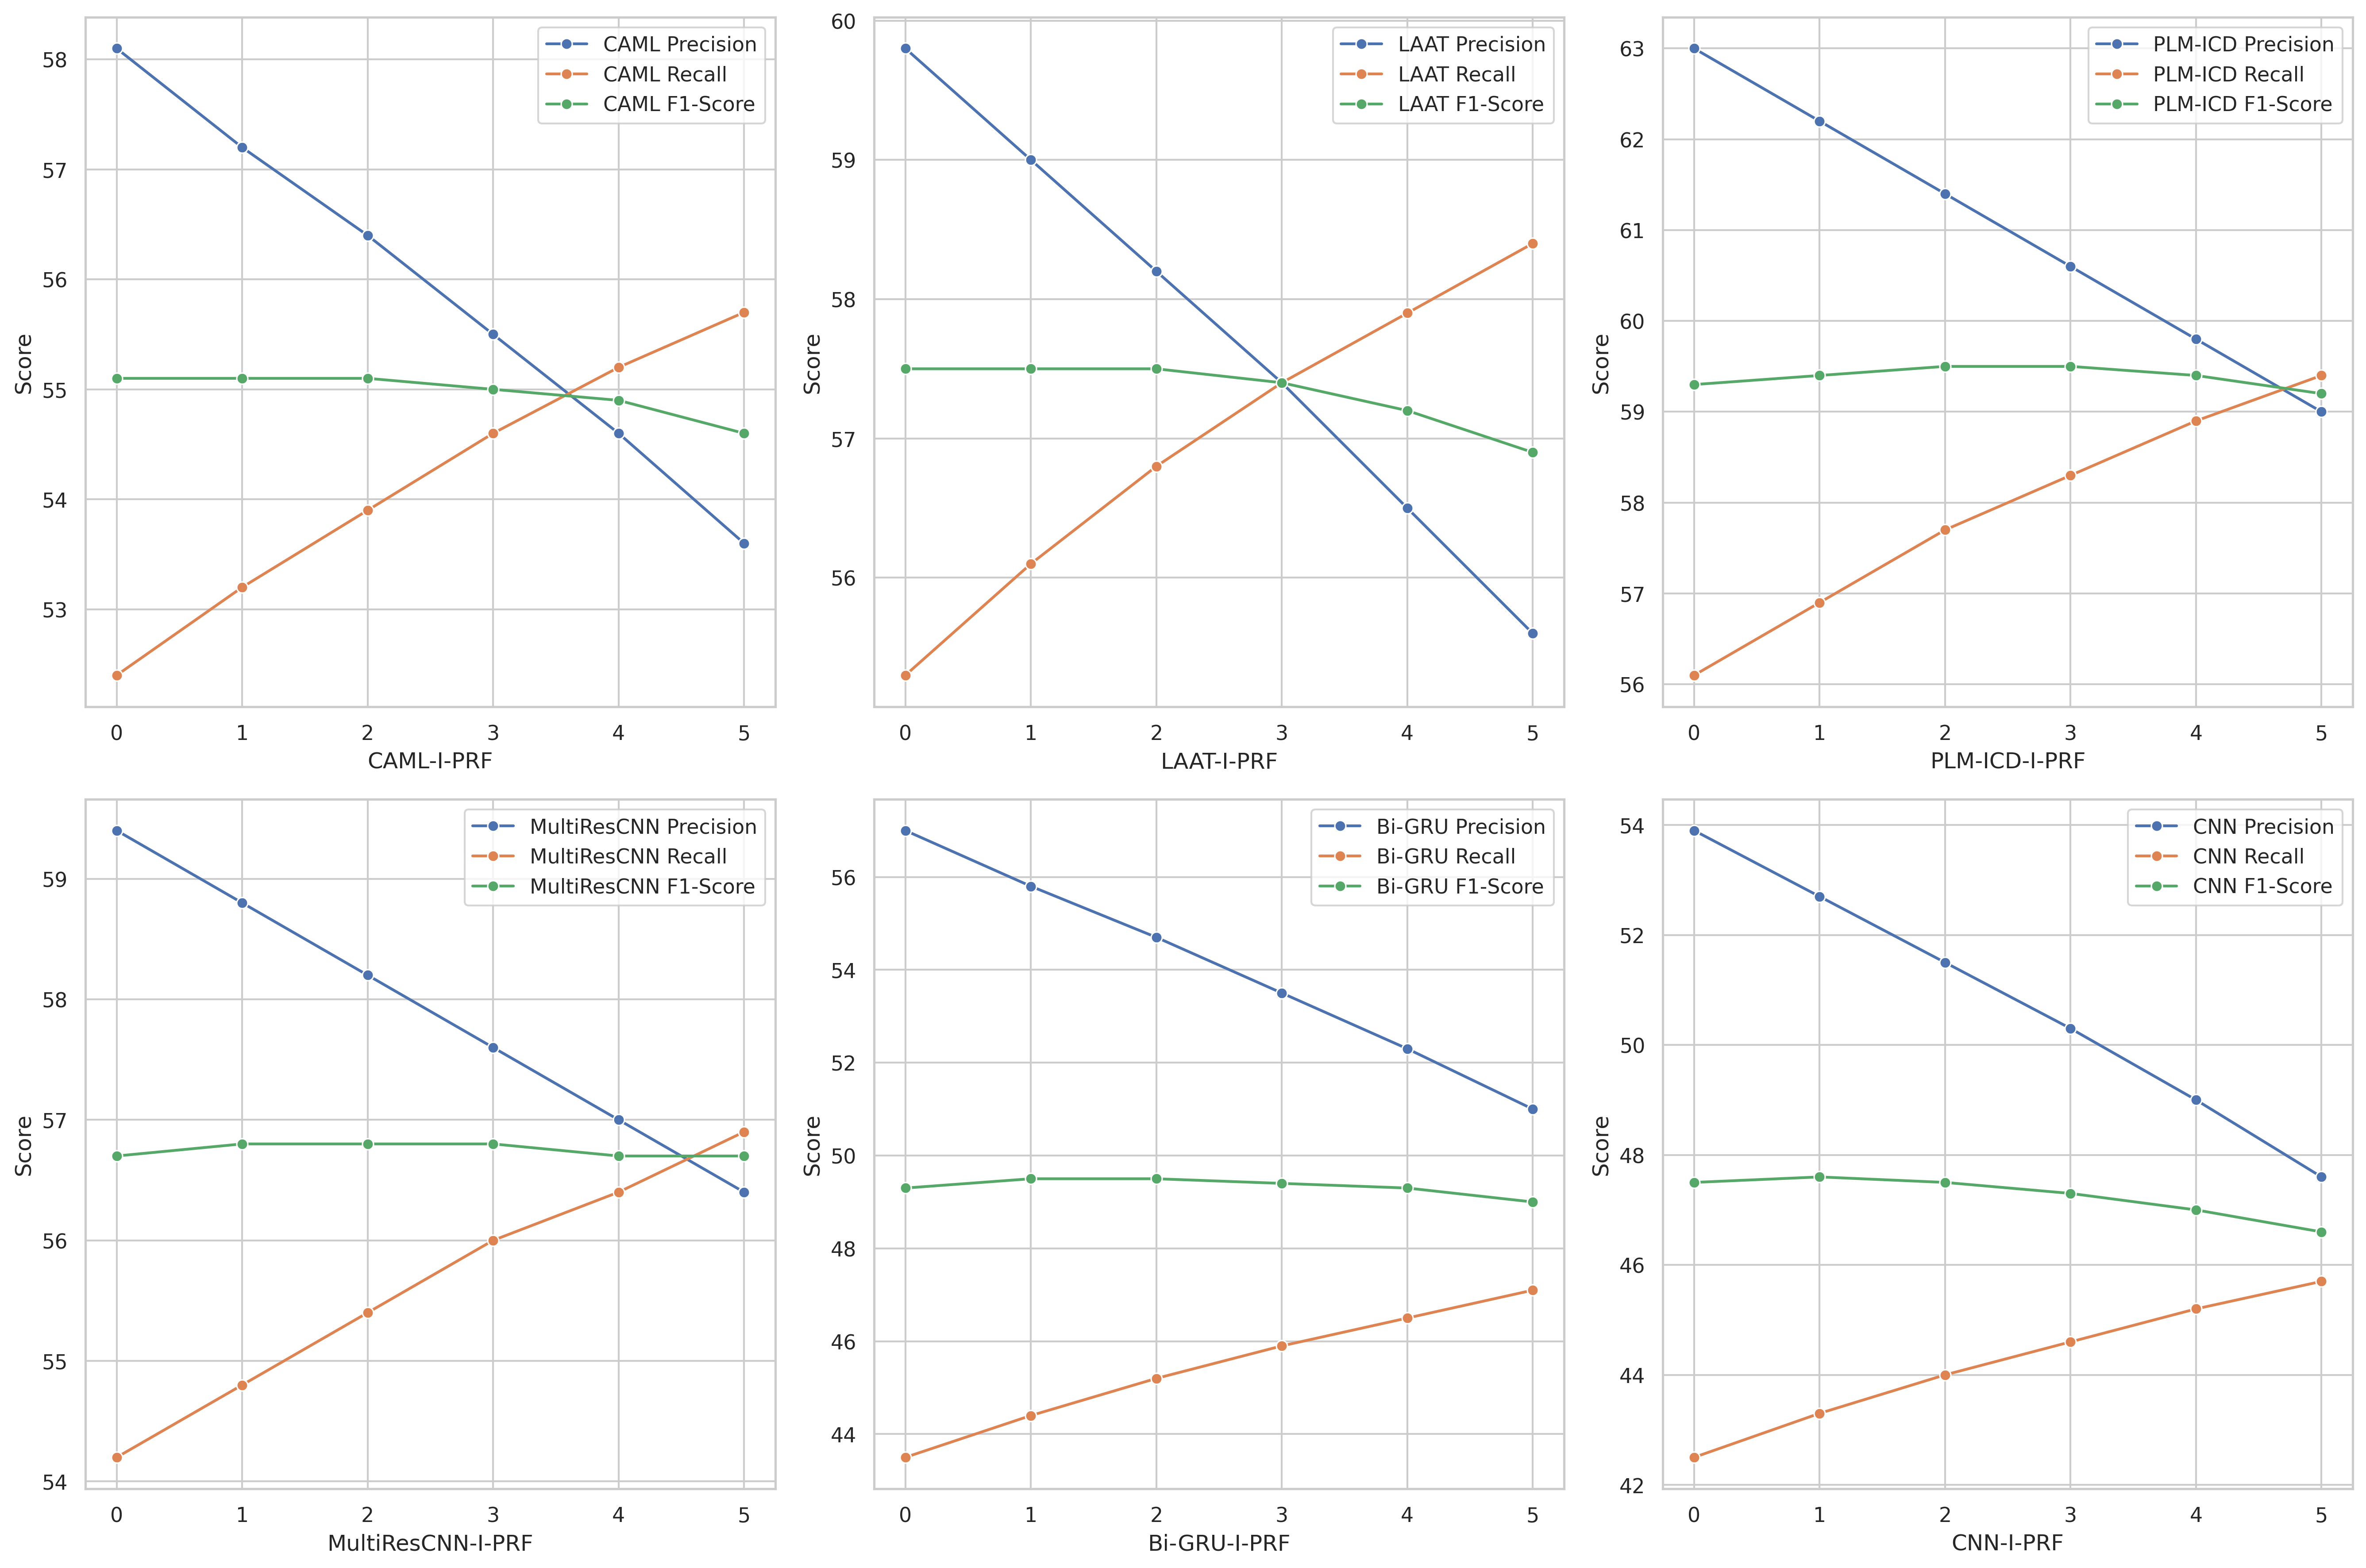 CAML Precision
CAML Recall
CAML F1-Score
58
57
56
55
54
53
Score
0 1 2 3 4 5
CAML-I-PRF
LAAT Precision
LAAT Recall
LAAT F1-Score
60
59
58
57
56
Score
0 1 2 3 4 5
LAAT-I-PRF
PLM-ICD Precision
PLM-ICD Recall
PLM-ICD F1-Score
63
62
61
60
59
58
57
56
Score
0 1 2 3 4 5
PLM-ICD-I-PRF
MultiResCNN Precision
MultiResCNN Recall
MultiResCNN F1-Score
59
58
57
56
55
54
Score
0 1 2 3 4 5
MultiResCNN-I-PRF
Bi-GRU Precision
Bi-GRU Recall
Bi-GRU F1-Score
56
54
52
50
48
46
44
Score
0 1 2 3 4 5
Bi-GRU-I-PRF
CNN Precision
CNN Recall
CNN F1-Score
54
52
50
48
46
44
42
Score
0 1 2 3 4 5
CNN-I-PRF